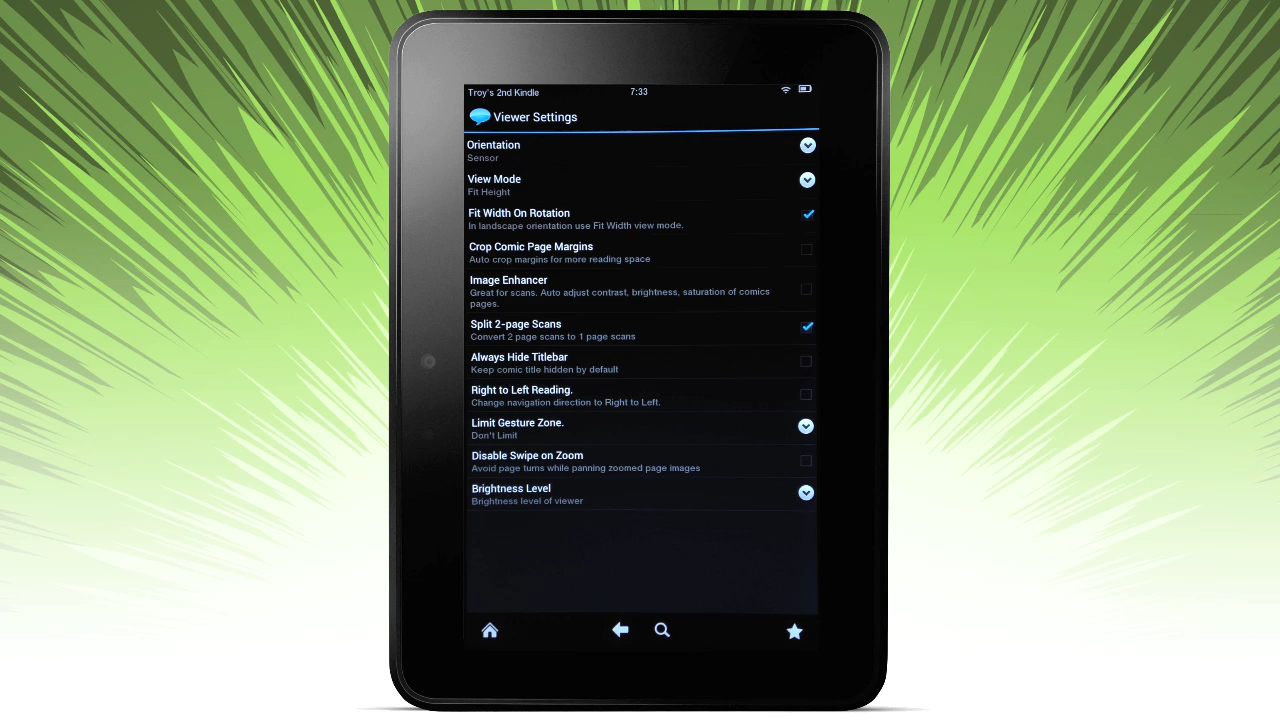 Troy's 2nd Kindle 7:33
Viewer Settings
Orientation
Sensor
View Mode
Fit Height
Fit Width On Rotation
In landscape orientation use Fit Width view mode.
Crop Comic Page Margins
Auto crop margins for more reading space
Image Enhancer
Great for scans. Auto adjust contrast, brightness, saturation of comics
pages.
Split 2-page Scans
Convert 2 page scans to 1 page scans
Always Hide Titlebar
Keep comic title hidden by default
Right to Left Reading.
Change navigation direction to Right to Left.
Limit Gesture Zone.
Don't Limit
Disable Swipe on Zoom
Avoid page turns while panning zoomed page images
Brightness Level
Brightness level of viewer